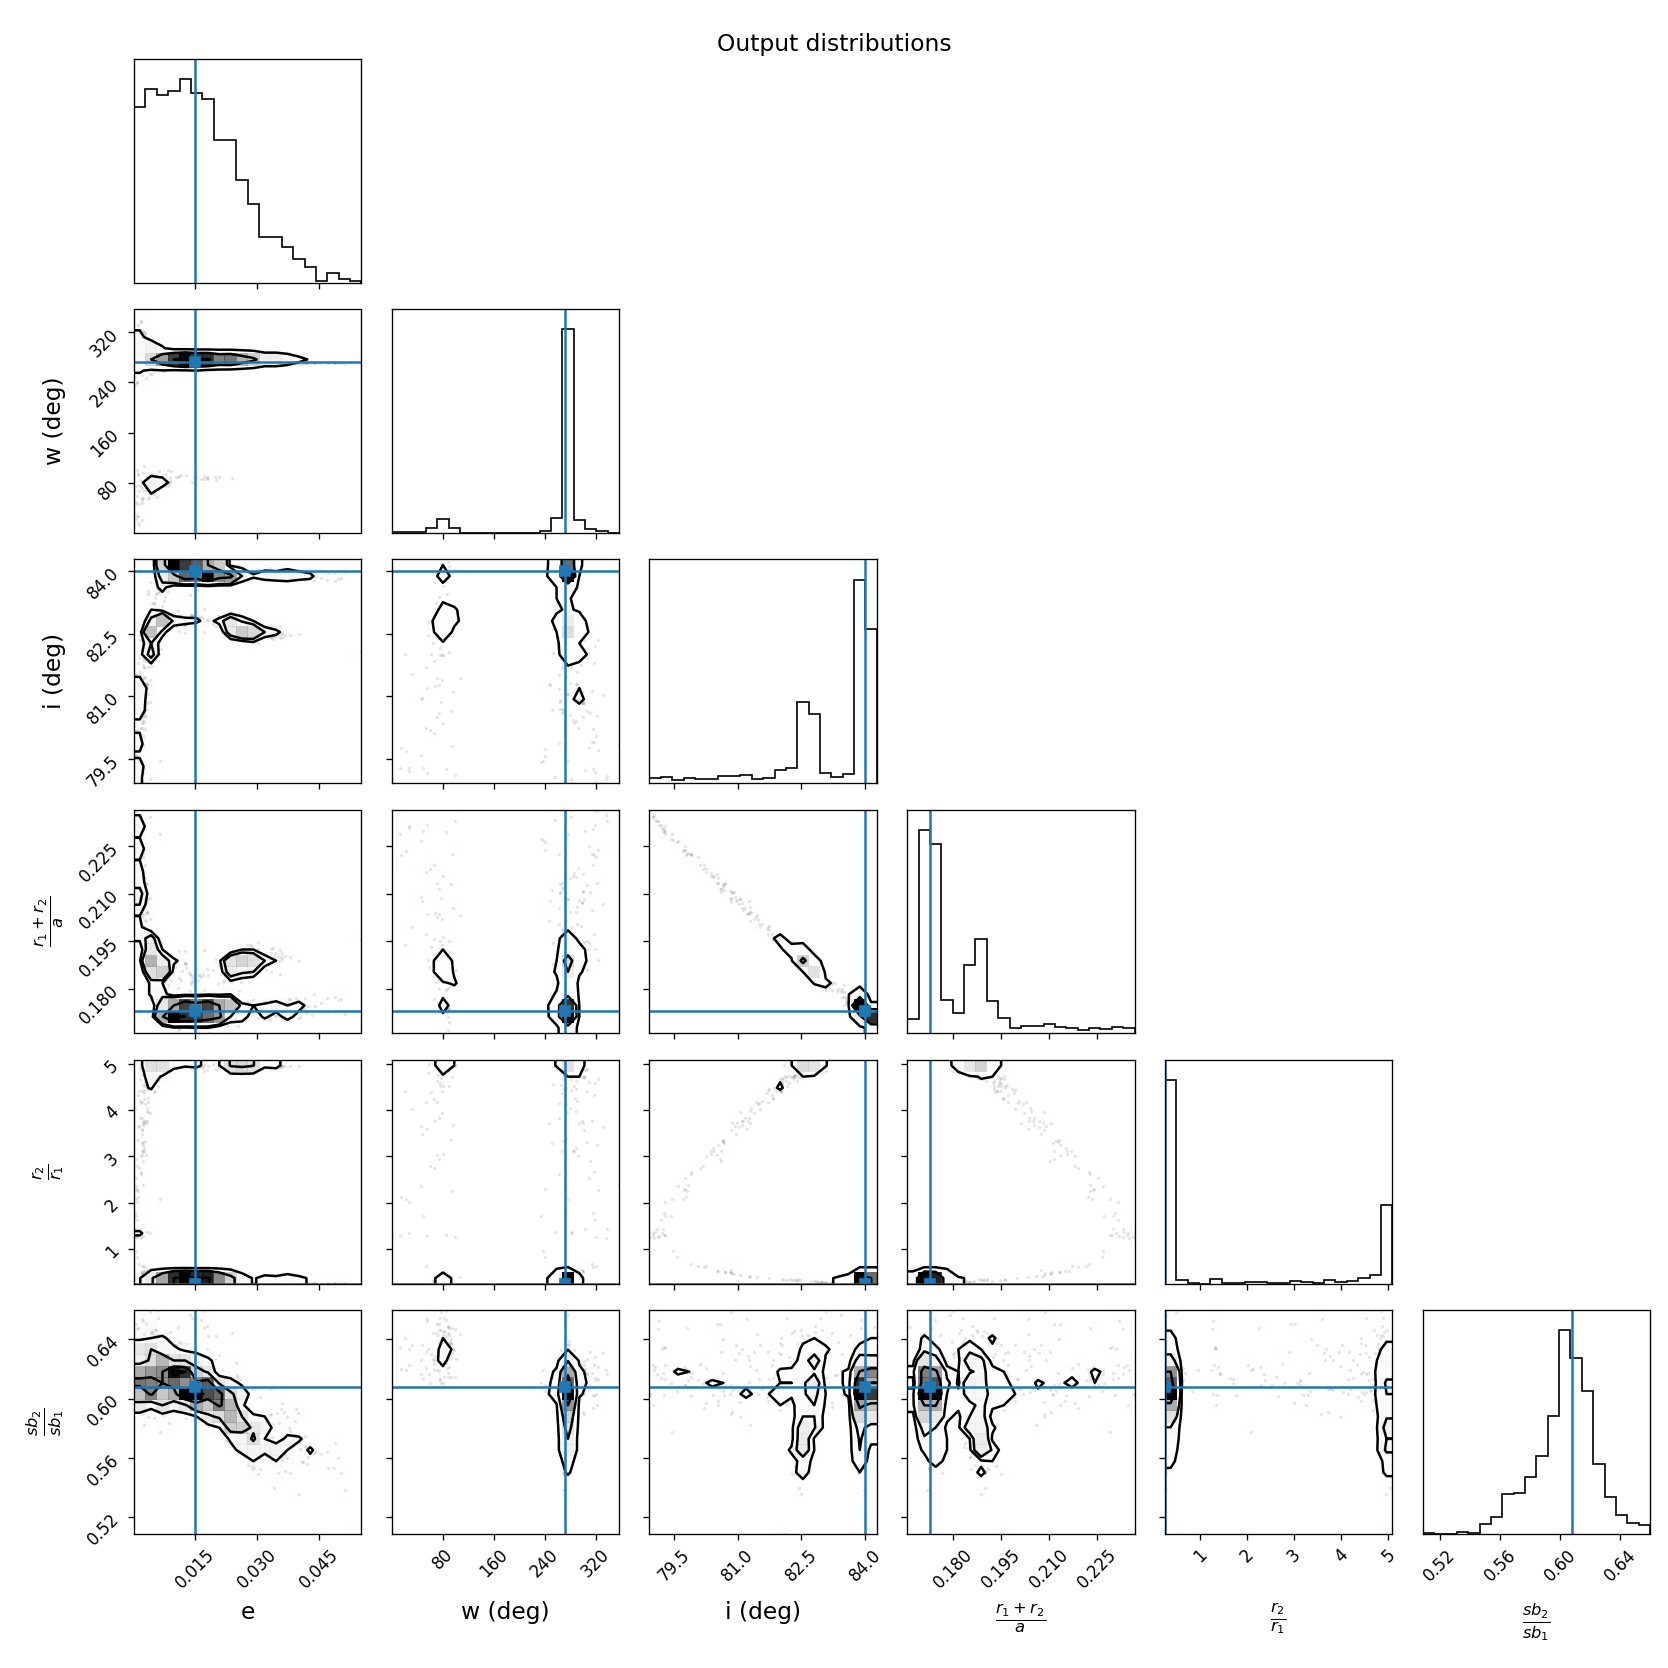 Output distributions
w (deg)
320
240
160
80
i (deg)
84.0
82.5
81.0
79.5
r₁ + r₂
a
0.225
0.210
0.195
0.180
r₂
r₁
5
4
3
2
1
sb₂
sb₁
0.64
0.60
0.56
0.52
0.015 0.030 0.045 80 160 240 320 79.5 81.0 82.5 84.0 0.180 0.195 0.210 0.225 1 2 3 4 5 0.52 0.56 0.60 0.64
e w (deg) i (deg)
r₁ + r₂
a
r₂
r₁
sb₂
sb₁